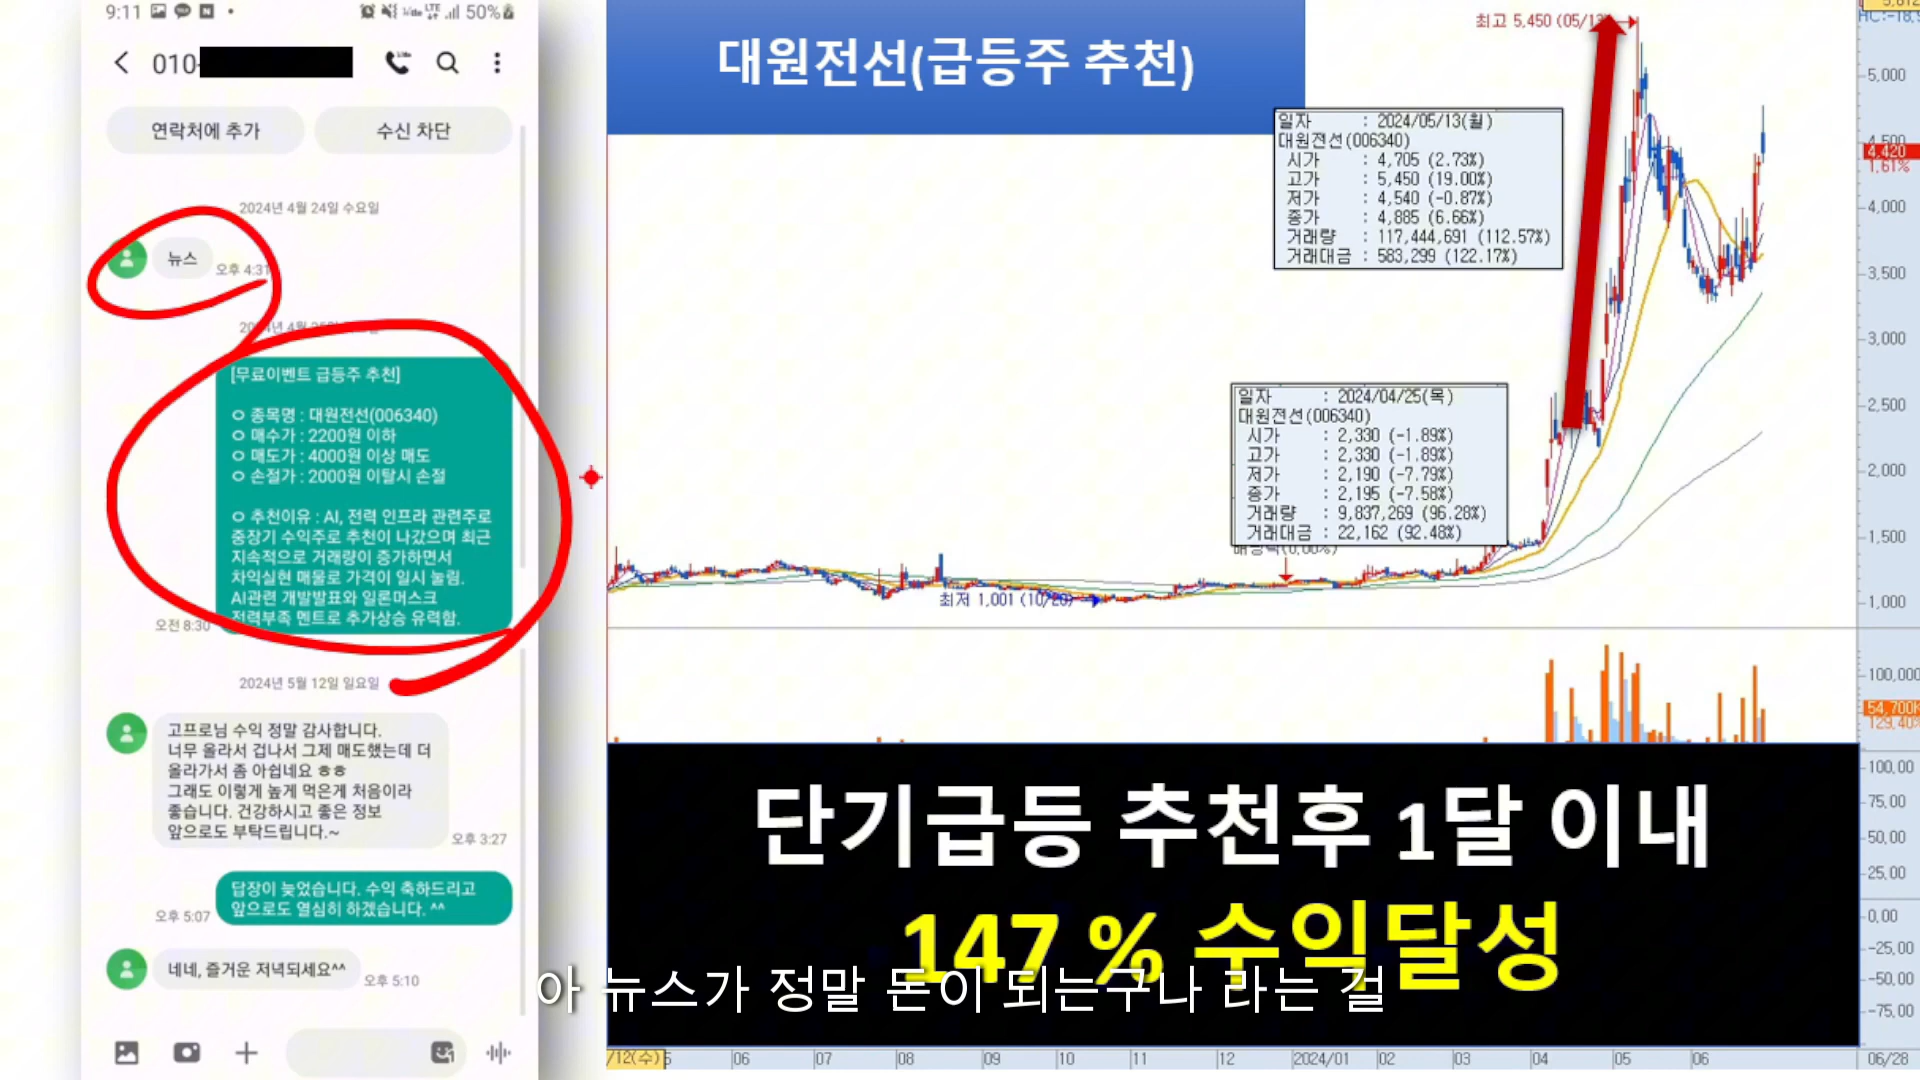 9:11
50%
010-
연락처에 추가
수신 차단
2024년 4월 24일 수요일
뉴스
오후 4:31
[무료이벤트 급등주 추천]
ㅇ 종목명 : 대원전선(006340)
ㅇ 매수가 : 2200원 이하
ㅇ 매도가 : 4000원 이상 매도
ㅇ 손절가 : 2000원 이탈시 손절
ㅇ 추천이유 : AI, 전력 인프라 관련주로
중장기 수익주로 추천이 나갔으며 최근
지속적으로 거래량이 증가하면서
차익실현 매물로 가격이 일시 눌림.
AI관련 개발발표와 일론머스크
전력부족 멘트로 추가상승 유력함.
오전 8:30
2024년 5월 12일 일요일
고프로님 수익 정말 감사합니다.
너무 올라서 겁나서 그제 매도했는데 더
올라가서 좀 아쉽네요 ㅎㅎ
그래도 이렇게 높게 먹은게 처음이라
좋습니다. 건강하시고 좋은 정보
앞으로도 부탁드립니다.~
오후 3:27
답장이 늦었습니다. 수익 축하드리고
앞으로도 열심히 하겠습니다. ^^
오후 5:07
네네, 즐거운 저녁되세요^^
오후 5:10
대원전선(급등주 추천)
최고 5,450 (05/13)
일자 : 2024/05/13(월)
대원전선(006340)
시가 : 4,705 (2.73%)
고가 : 5,450 (19.00%)
저가 : 4,540 (-0.87%)
종가 : 4,885 (6.66%)
거래량 : 117,444,691 (112.57%)
거래대금 : 583,299 (122.17%)
일자 : 2024/04/25(목)
대원전선(006340)
시가 : 2,330 (-1.89%)
고가 : 2,330 (-1.89%)
저가 : 2,190 (-7.79%)
종가 : 2,195 (-7.58%)
거래량 : 9,837,269 (96.28%)
거래대금 : 22,162 (92.48%)
최저 1,001 (10/26)
5,000
4,500
4,420
1.61%
4,000
3,500
3,000
2,500
2,000
1,500
1,000
100,000
54,700K
100,00
75,00
50,00
25,00
0,00
-25,00
-50,00
-75,00
단기급등 추천후 1달 이내
147 % 수익달성
아 뉴스가 정말 돈이 되는구나 라는 걸
/12(수) 5 06 07 08 09 10 11 12 2024/01 02 03 04 05 06 06/28